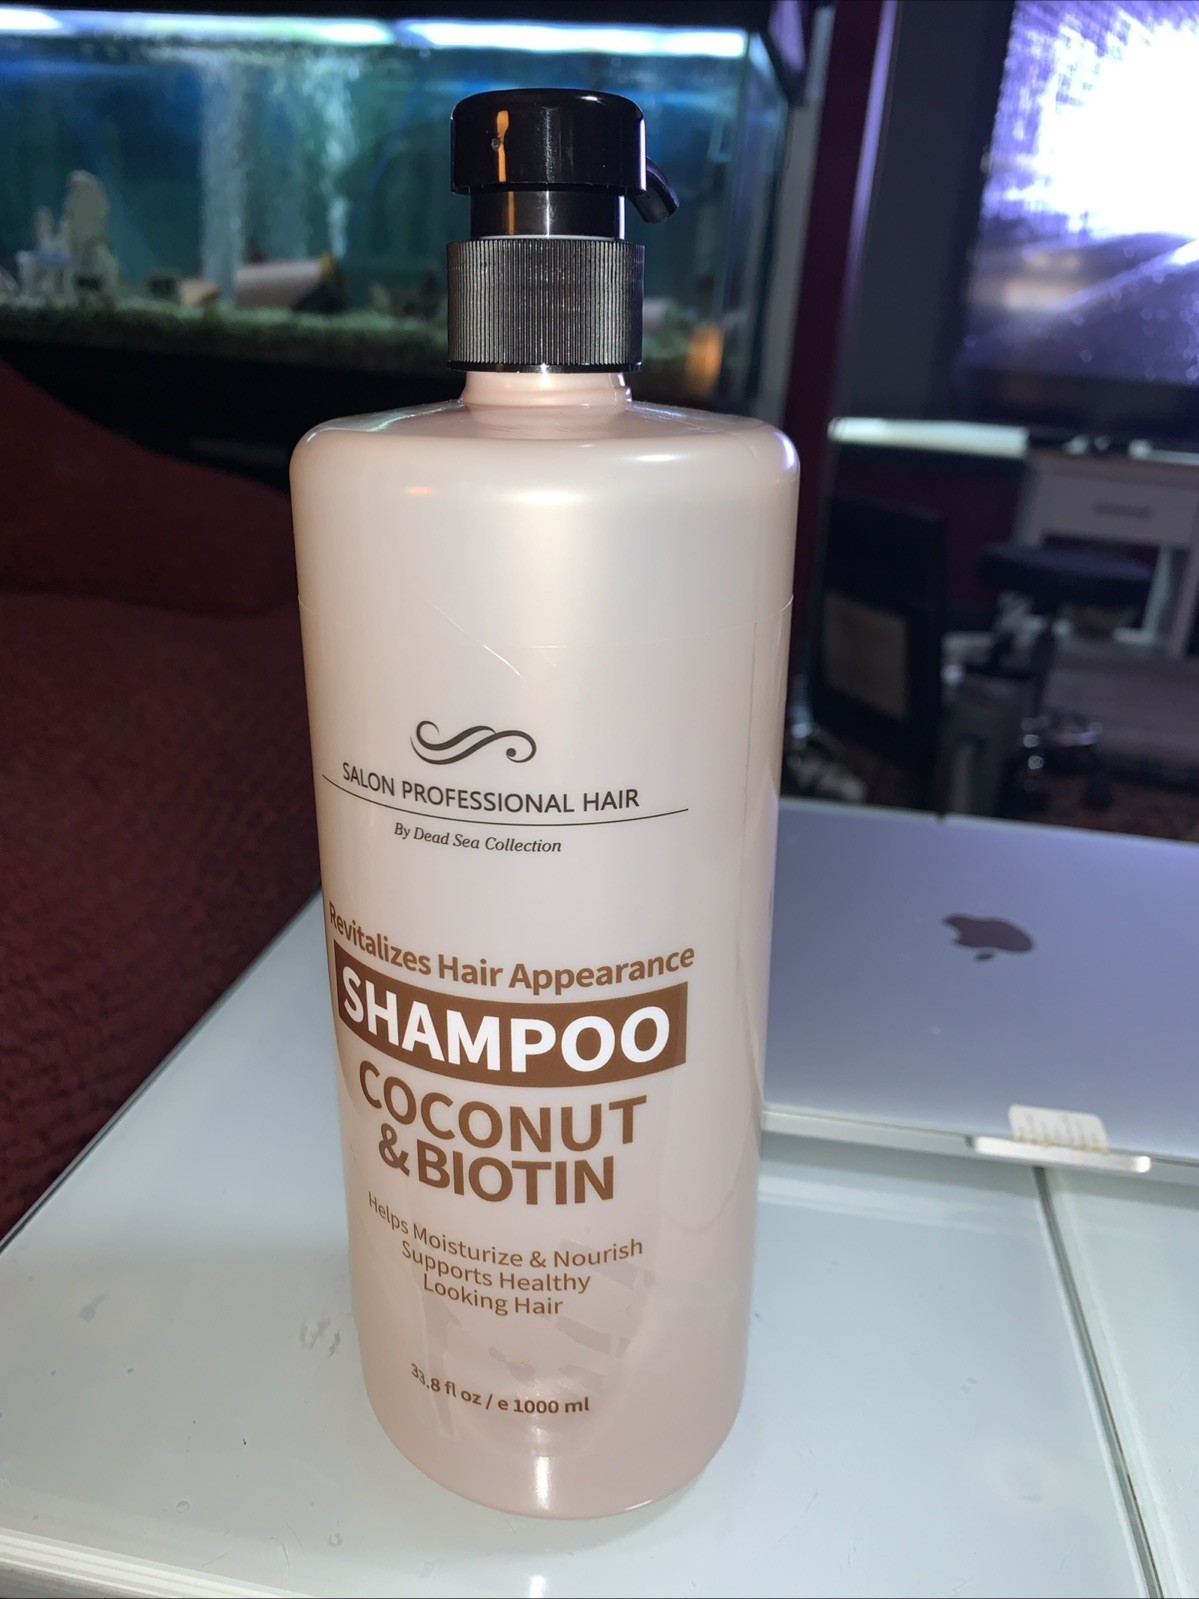 SALON PROFESSIONAL HAIR
By Dead Sea Collection
Revitalizes Hair Appearance
SHAMPOO
COCONUT
&BIOTIN
Helps Moisturize & Nourish
Supports Healthy
Looking Hair
33.8 fl oz / e 1000 ml